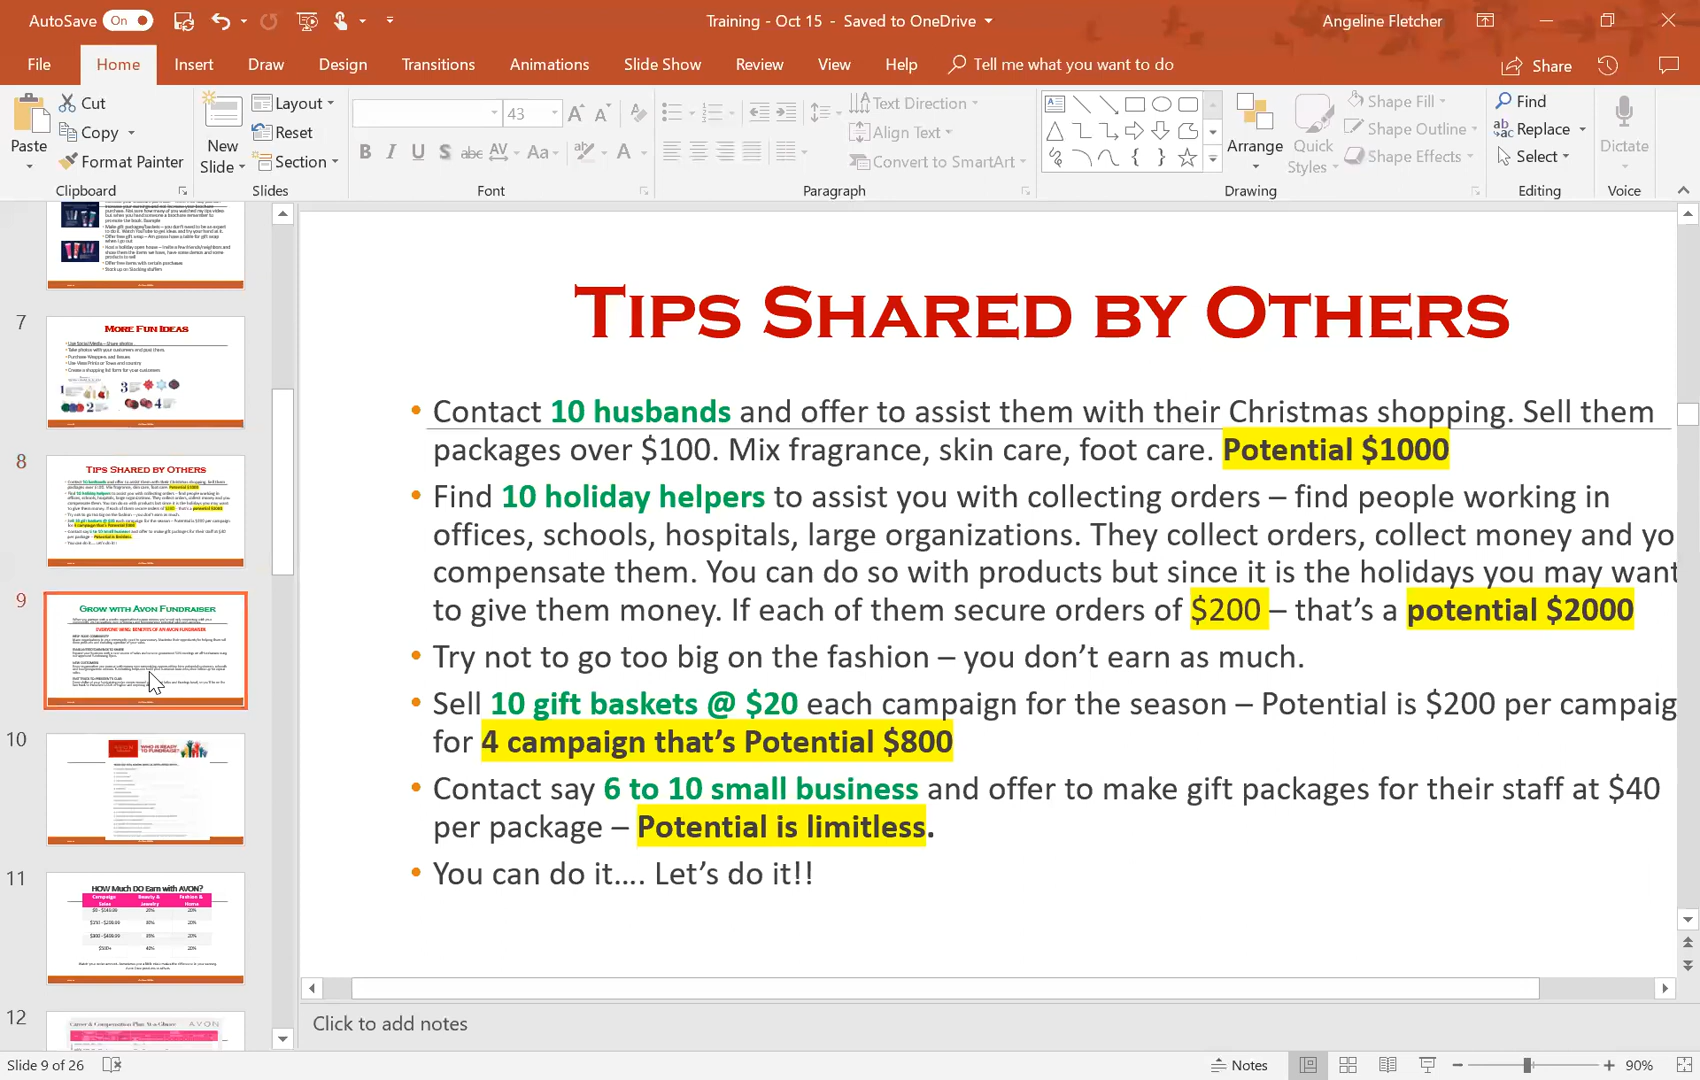 AutoSave On Training - Oct 15 - Saved to OneDrive Angeline Fletcher
File Home Insert Draw Design Transitions Animations Slide Show Review View Help Tell me what you want to do Share
Paste
Cut
Copy
Format Painter
Clipboard
New Slide
Layout
Reset
Section
Slides
43
B I U S abc AV Aa A
Font
Text Direction
Align Text
Convert to SmartArt
Paragraph
Arrange
Quick Styles
Shape Fill
Shape Outline
Shape Effects
Drawing
Find
Replace
Select
Editing
Dictate
Voice
7
More Fun Ideas
8
Tips Shared by Others
9
Grow with Avon Fundraiser
10
11
HOW Much DO Earn with AVON?
Campaign Sales Beauty & Jewelry Fashion & Home
12
Tips Shared by Others
• Contact 10 husbands and offer to assist them with their Christmas shopping. Sell them
packages over $100. Mix fragrance, skin care, foot care. Potential $1000
• Find 10 holiday helpers to assist you with collecting orders – find people working in
offices, schools, hospitals, large organizations. They collect orders, collect money and yo
compensate them. You can do so with products but since it is the holidays you may want
to give them money. If each of them secure orders of $200 – that's a potential $2000
• Try not to go too big on the fashion – you don't earn as much.
• Sell 10 gift baskets @ $20 each campaign for the season – Potential is $200 per campaig
for 4 campaign that's Potential $800
• Contact say 6 to 10 small business and offer to make gift packages for their staff at $40
per package – Potential is limitless.
• You can do it…. Let's do it!!
Click to add notes
Slide 9 of 26 Notes 90%